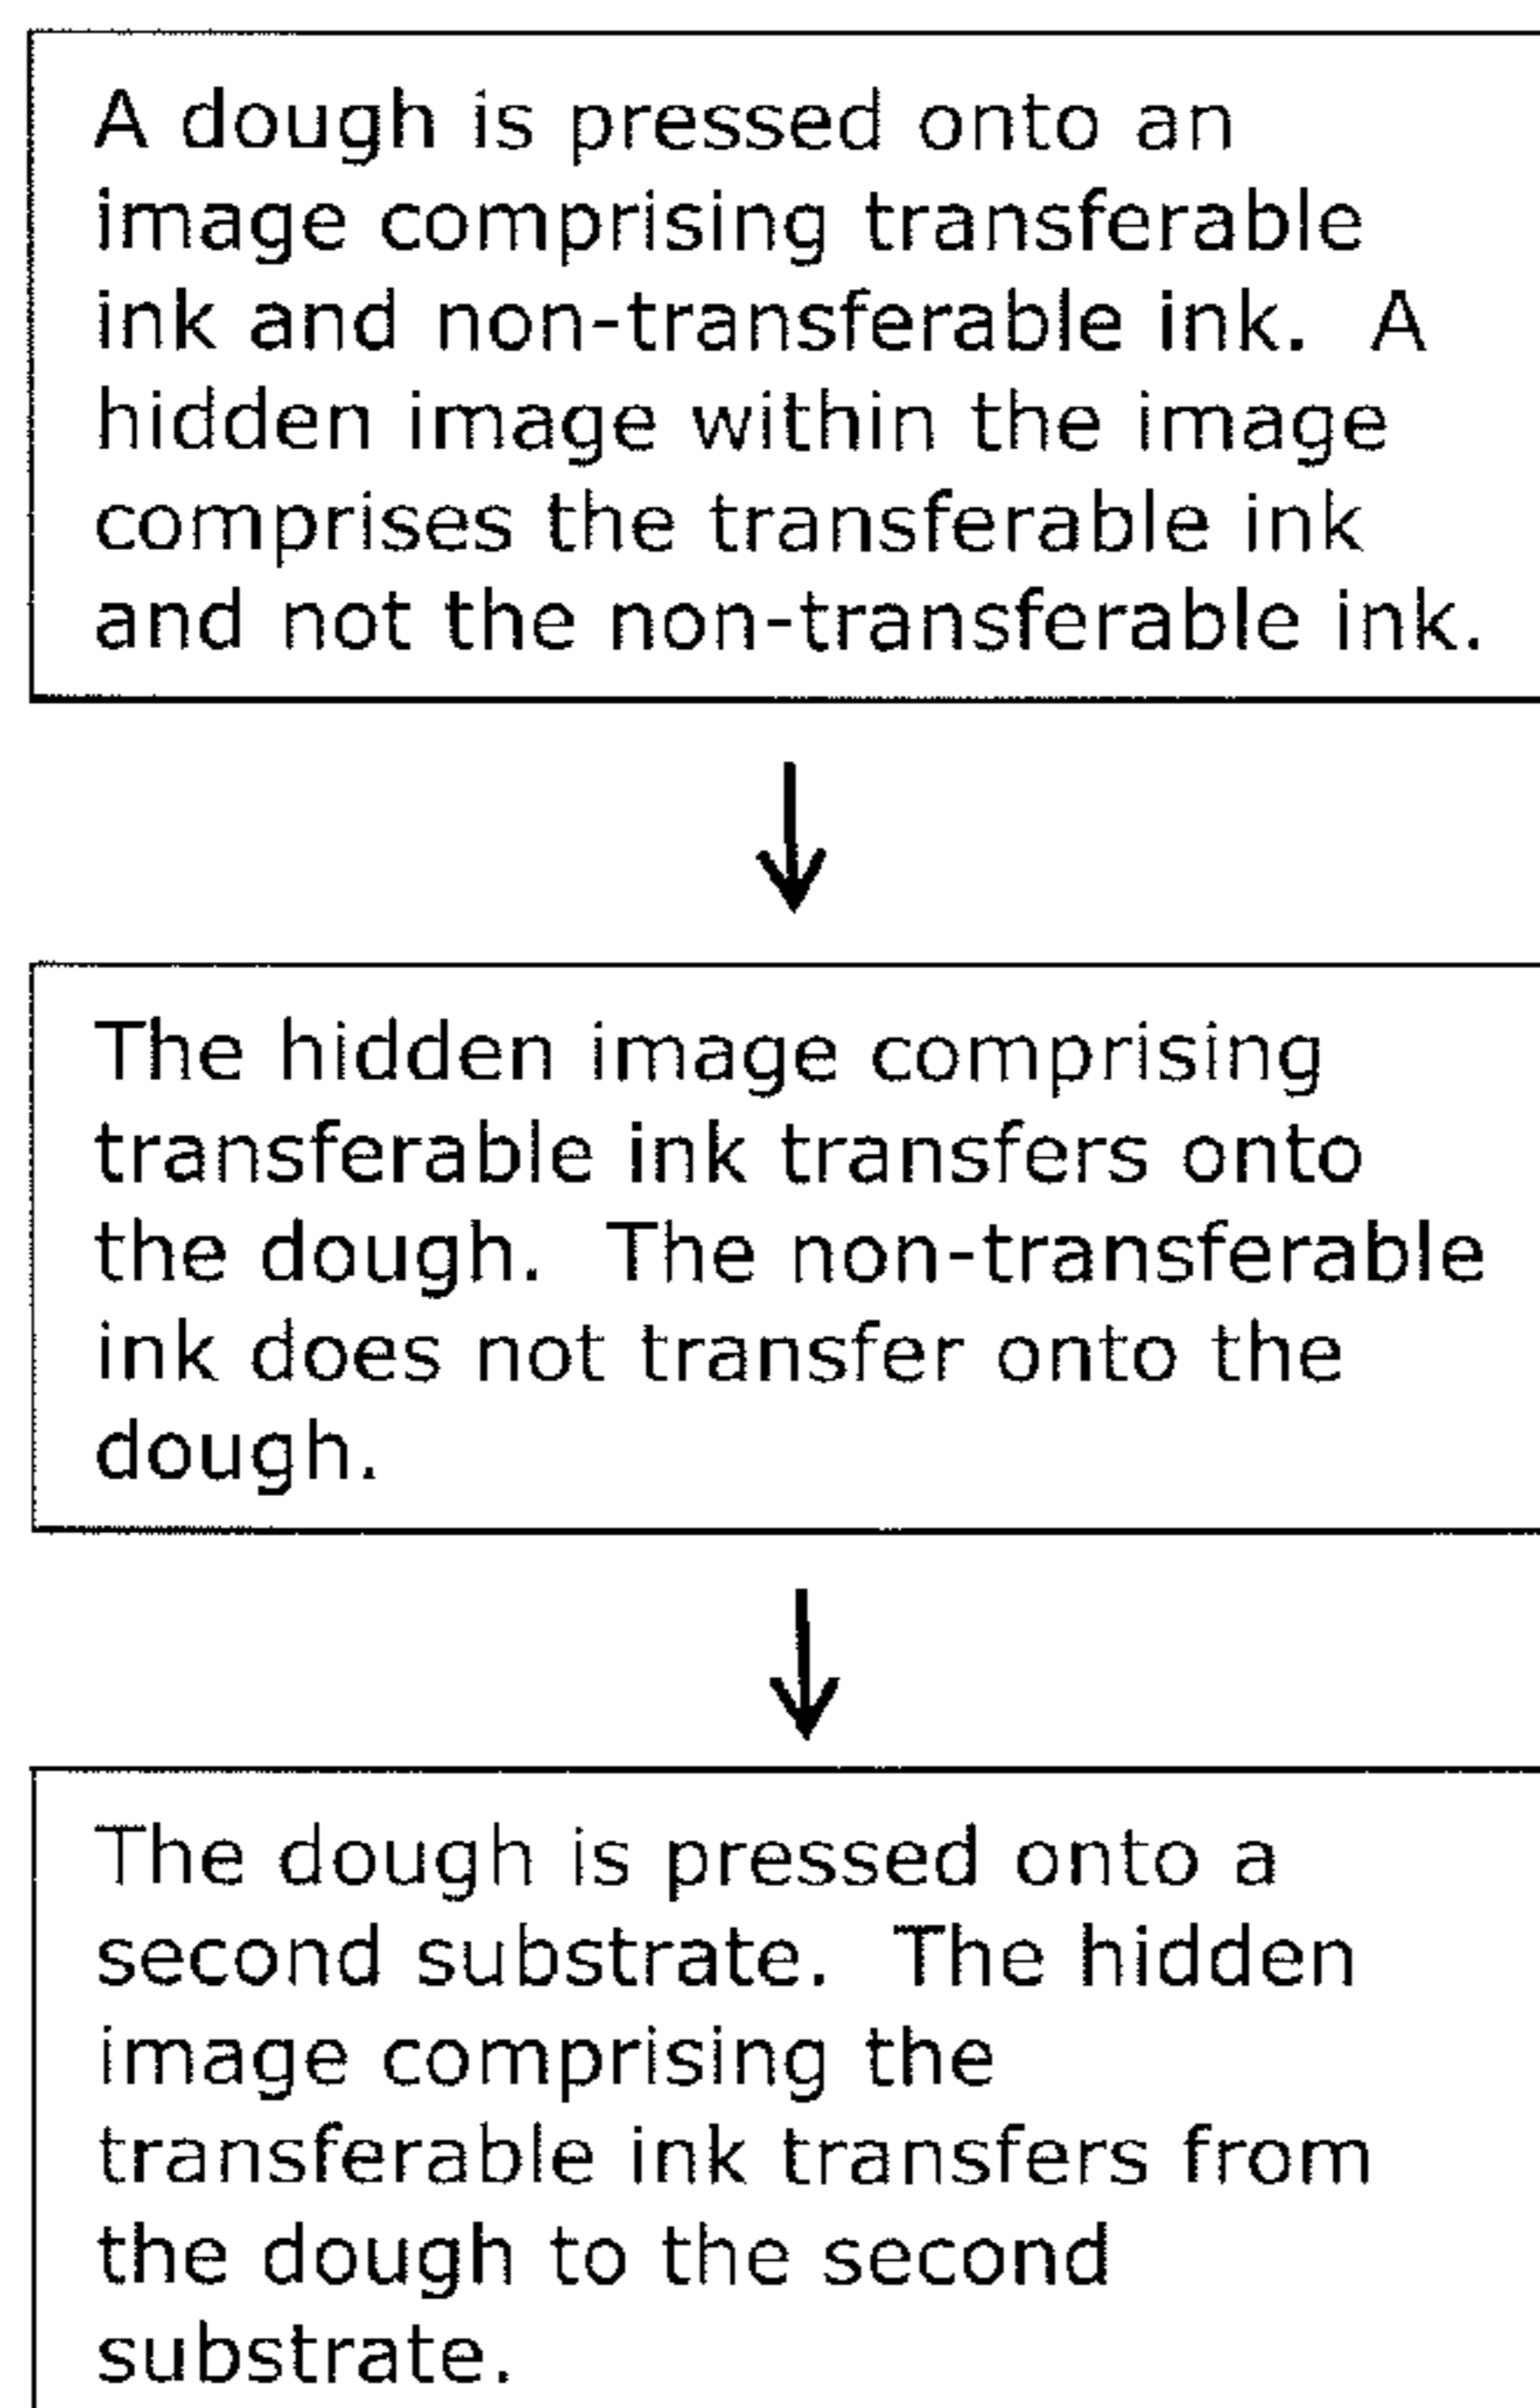 A dough is pressed onto an
image comprising transferable
ink and non-transferable ink.  A
hidden image within the image
comprises the transferable ink
and not the non-transferable ink.
The hidden image comprising
transferable ink transfers onto
the dough.  The non-transferable
ink does not transfer onto the
dough.
The dough is pressed onto a
second substrate.  The hidden
image comprising the
transferable ink transfers from
the dough to the second
substrate.